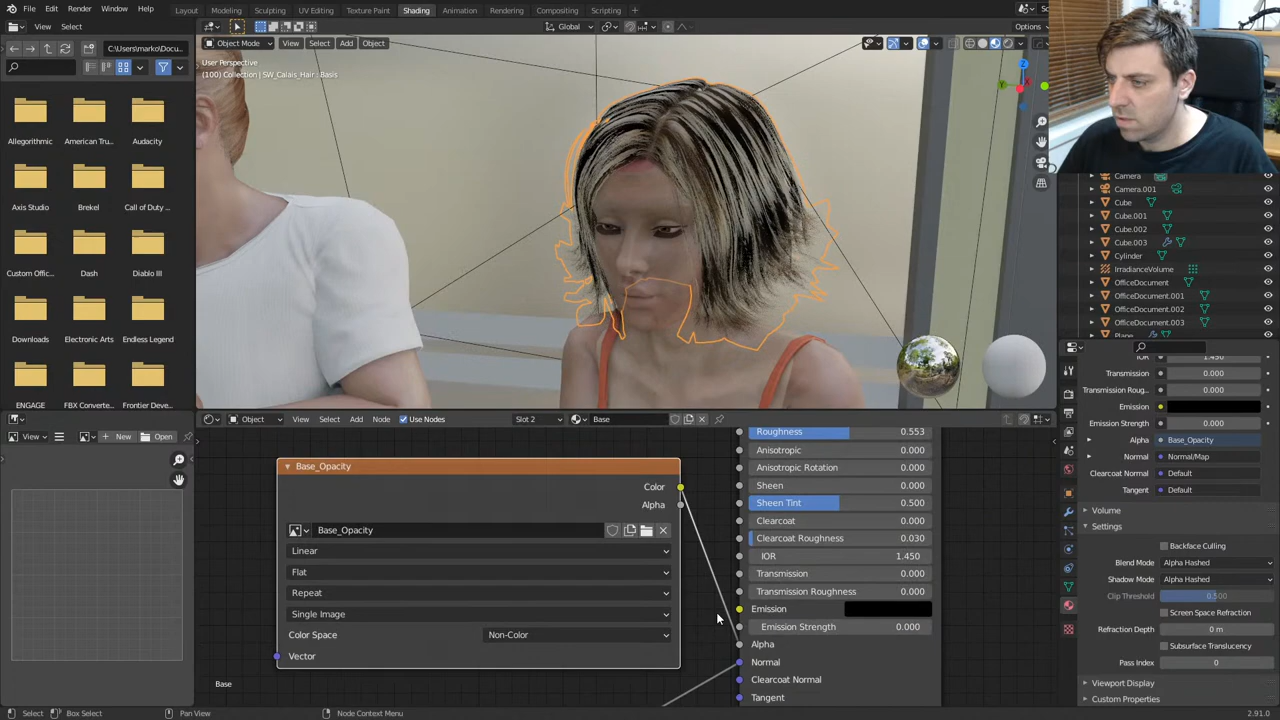 File Edit Render Window Help
Layout Modeling Sculpting UV Editing Texture Paint Shading Animation Rendering Compositing Scripting
Global
Options
C:\Users\marko\Docu...
Object Mode View Select Add Object
User Perspective
(100) Collection | SW_Calais_Hair : Basis
Allegorithmic American Tru... Audacity
Axis Studio Brekel Call of Duty ...
Custom Offic... Dash Diablo III
Downloads Electronic Arts Endless Legend
ENGAGE FBX Converte... Frontier Deve...
Z
Y
X
Camera
Camera.001
Cube
Cube.001
Cube.002
Cube.003
Cylinder
IrradianceVolume
OfficeDocument
OfficeDocument.001
OfficeDocument.002
OfficeDocument.003
Plane
IOR 1.450
Transmission 0.000
Transmission Roug... 0.000
Emission
Emission Strength 0.000
Alpha Base_Opacity
Normal Normal/Map
Clearcoat Normal Default
Tangent Default
Volume
Settings
Backface Culling
Blend Mode Alpha Hashed
Shadow Mode Alpha Hashed
Clip Threshold 0.500
Screen Space Refraction
Refraction Depth 0 m
Subsurface Translucency
Pass Index 0
Viewport Display
Custom Properties
View New Open
Object View Select Add Node Use Nodes Slot 2 Base
Base_Opacity
Color
Alpha
Base_Opacity
Linear
Flat
Repeat
Single Image
Color Space Non-Color
Vector
Base
Roughness 0.553
Anisotropic 0.000
Anisotropic Rotation 0.000
Sheen 0.000
Sheen Tint 0.500
Clearcoat 0.000
Clearcoat Roughness 0.030
IOR 1.450
Transmission 0.000
Transmission Roughness 0.000
Emission
Emission Strength 0.000
Alpha
Normal
Clearcoat Normal
Tangent
Select Box Select Pan View Node Context Menu 2.91.0